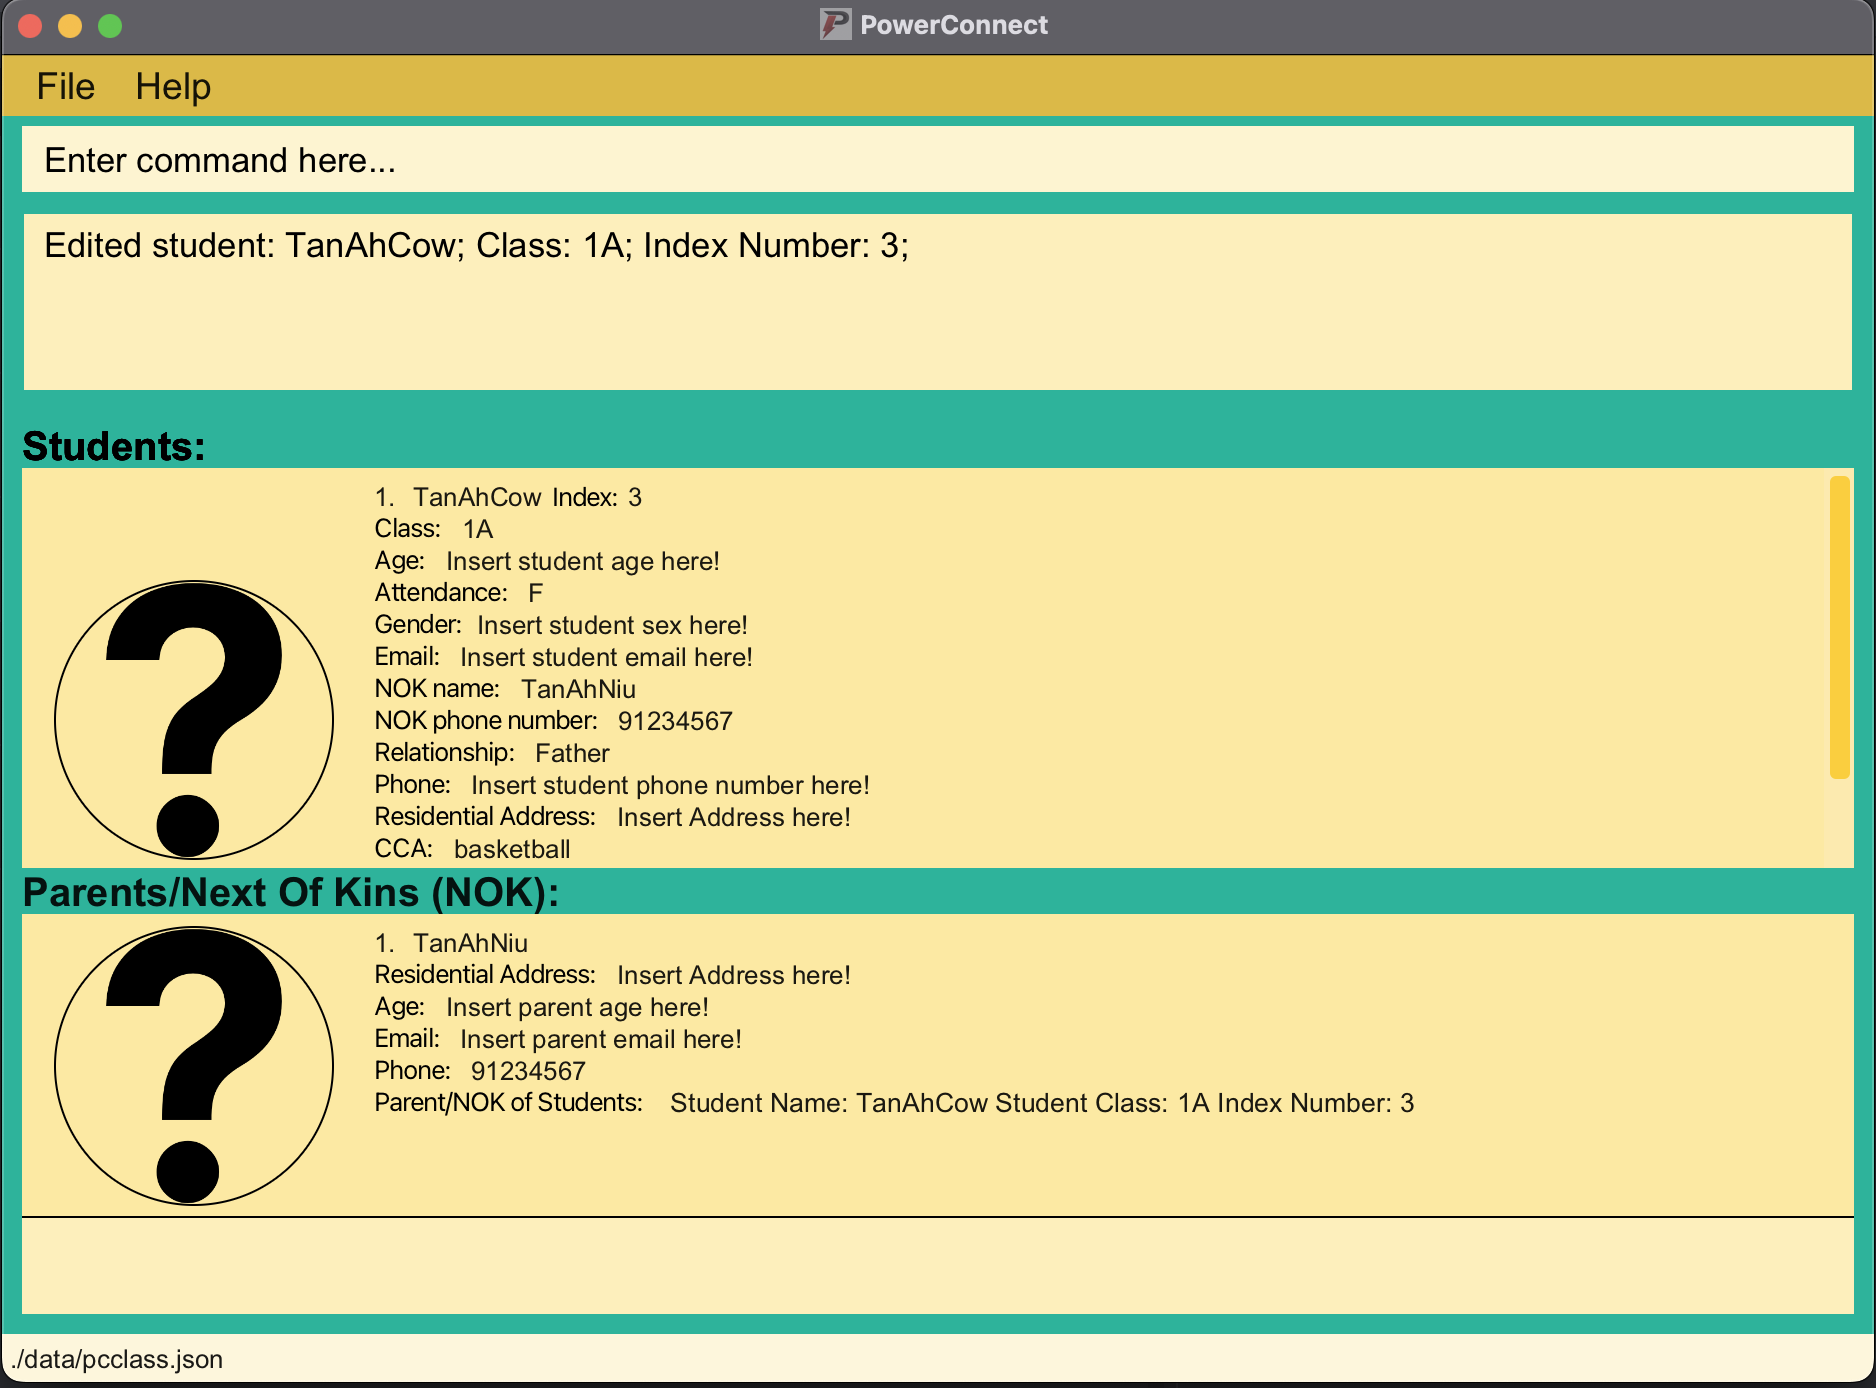 PowerConnect
File Help
Enter command here...
Edited student: TanAhCow; Class: 1A; Index Number: 3;
Students:
1. TanAhCow Index: 3
Class: 1A
Age: Insert student age here!
Attendance: F
Gender: Insert student sex here!
Email: Insert student email here!
NOK name: TanAhNiu
NOK phone number: 91234567
Relationship: Father
Phone: Insert student phone number here!
Residential Address: Insert Address here!
CCA: basketball
Parents/Next Of Kins (NOK):
1. TanAhNiu
Residential Address: Insert Address here!
Age: Insert parent age here!
Email: Insert parent email here!
Phone: 91234567
Parent/NOK of Students: Student Name: TanAhCow Student Class: 1A Index Number: 3
./data/pcclass.json